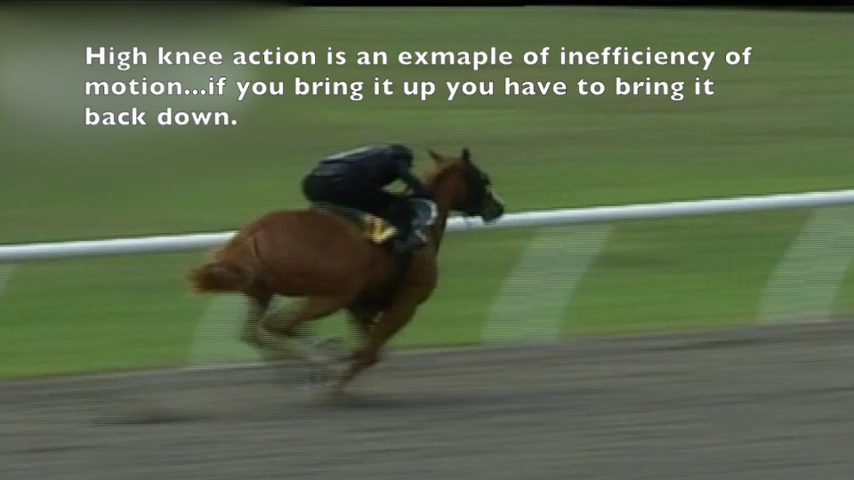 High knee action is an exmaple of inefficiency of
motion...if you bring it up you have to bring it
back down.